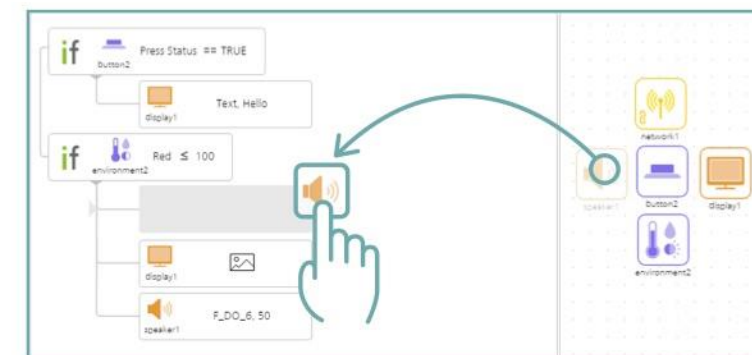 if button2 Press Status == TRUE
display1 Text, Hello
if environment2 Red ≤ 100
display1
speaker1 F_DO_6, 50
network1
speaker1 button2 display1
environment2